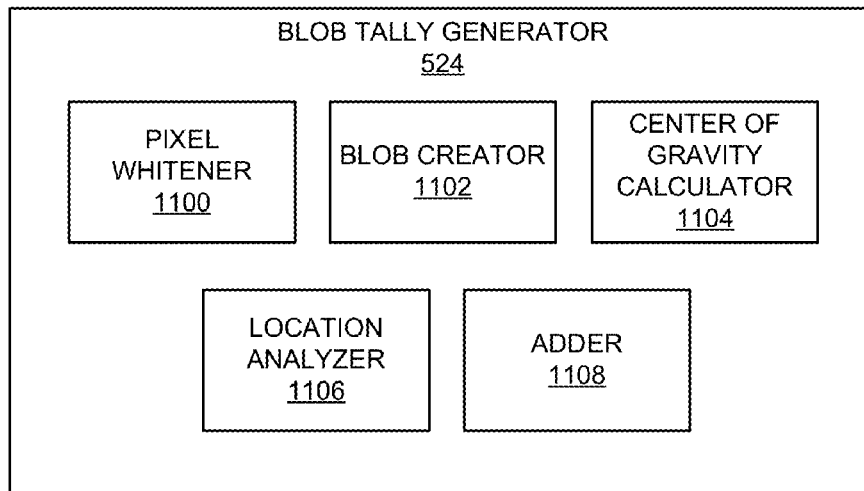 BLOB TALLY GENERATOR
524
PIXEL
WHITENER
1100
BLOB CREATOR
1102
CENTER OF
GRAVITY
CALCULATOR
1104
LOCATION
ANALYZER
1106
ADDER
1108